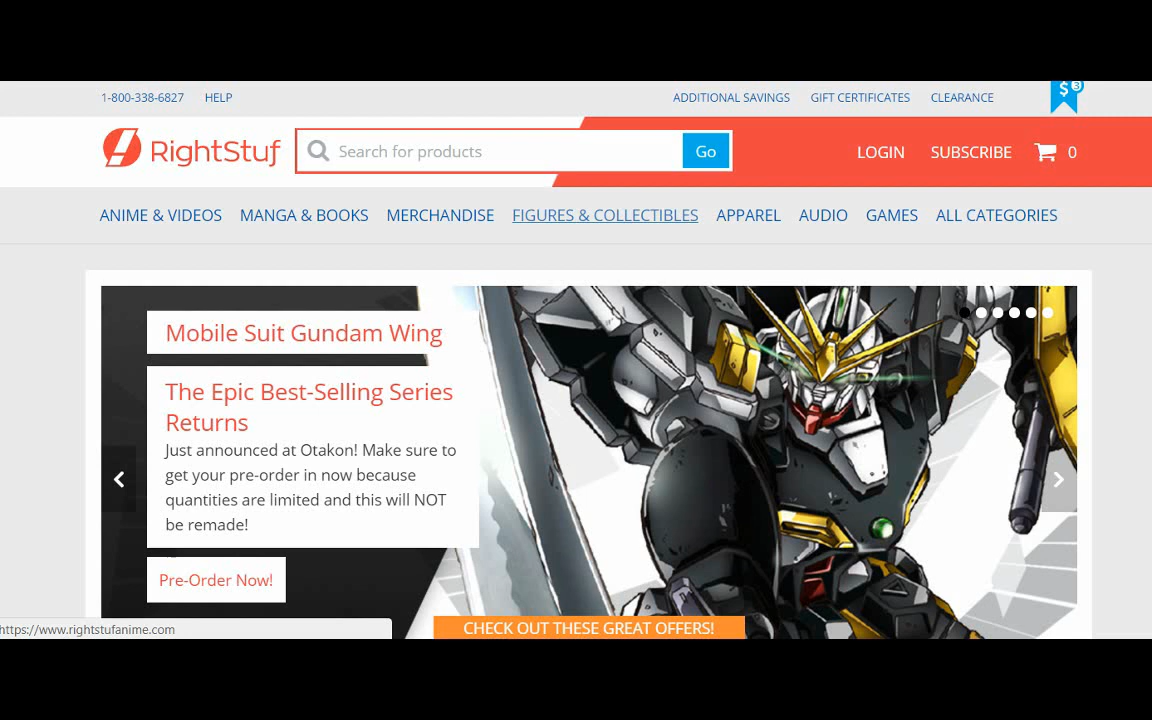 1-800-338-6827 HELP ADDITIONAL SAVINGS GIFT CERTIFICATES CLEARANCE $ 3
RightStuf Search for products Go LOGIN SUBSCRIBE 0
ANIME & VIDEOS MANGA & BOOKS MERCHANDISE FIGURES & COLLECTIBLES APPAREL AUDIO GAMES ALL CATEGORIES
Mobile Suit Gundam Wing
The Epic Best-Selling Series
Returns
Just announced at Otakon! Make sure to
get your pre-order in now because
quantities are limited and this will NOT
be remade!
Pre-Order Now!
CHECK OUT THESE GREAT OFFERS!
https://www.rightstufanime.com